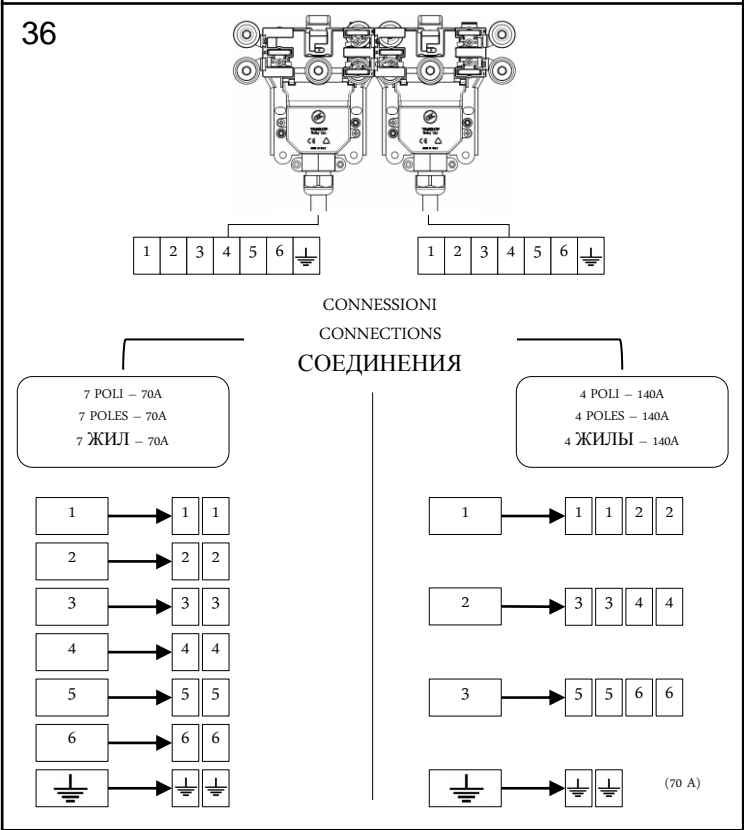 36
1 2 3 4 5 6
1 2 3 4 5 6
CONNESSIONI
CONNECTIONS
СОЕДИНЕНИЯ
7 POLI – 70A
7 POLES – 70A
7 ЖИЛ – 70A
4 POLI – 140A
4 POLES – 140A
4 ЖИЛЫ – 140A
1 1 1
2 2 2
3 3 3
4 4 4
5 5 5
6 6 6
1 1 1 2 2
2 3 3 4 4
3 5 5 6 6
(70 A)